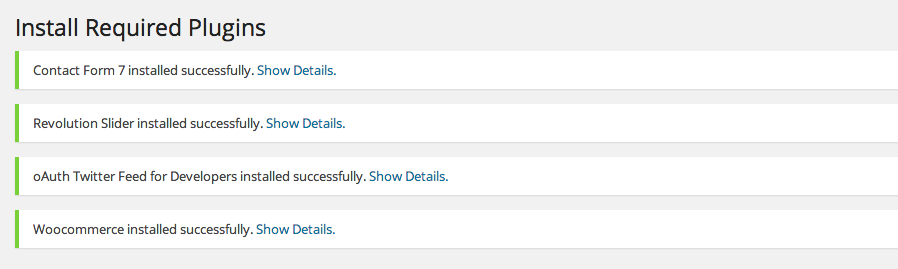 Install Required Plugins
Contact Form 7 installed successfully. Show Details.
Revolution Slider installed successfully. Show Details.
oAuth Twitter Feed for Developers installed successfully. Show Details.
Woocommerce installed successfully. Show Details.